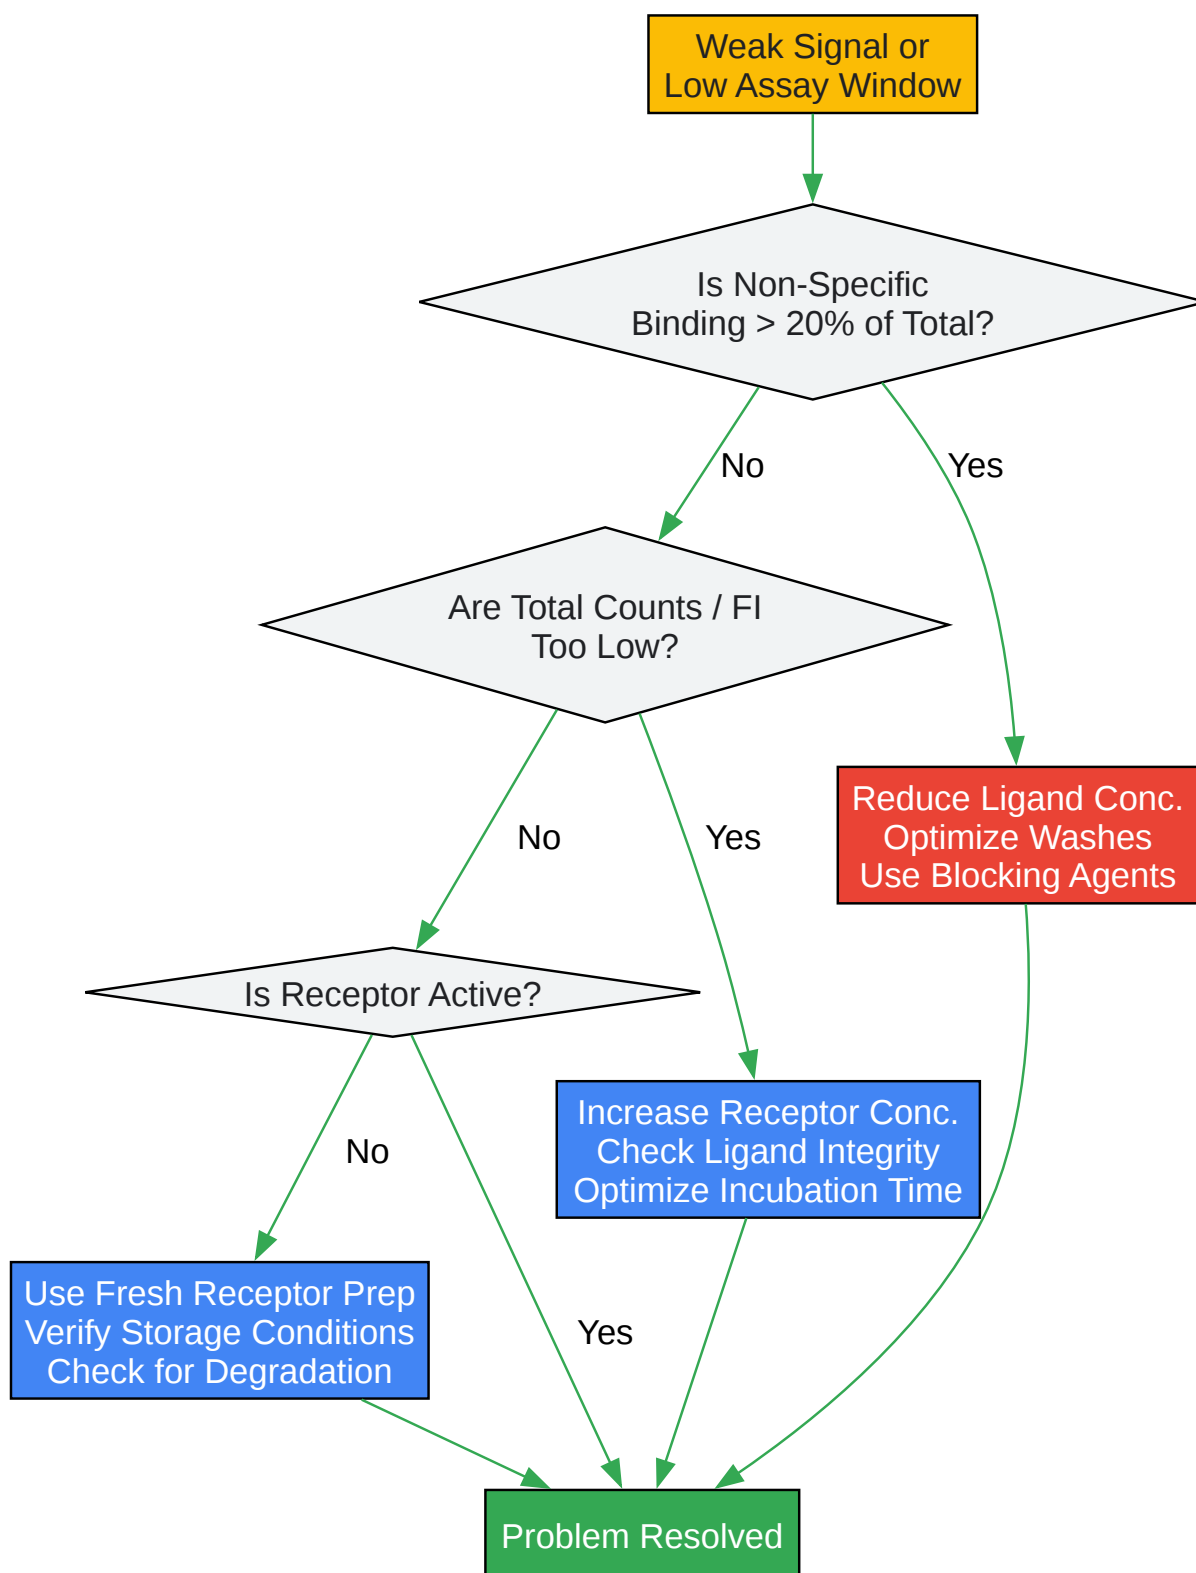 Weak Signal or
Low Assay Window
Is Non-Specific
Binding > 20% of Total?
No
Yes
Are Total Counts / FI
Too Low?
No
Yes
Reduce Ligand Conc.
Optimize Washes
Use Blocking Agents
Is Receptor Active?
No
Yes
Increase Receptor Conc.
Check Ligand Integrity
Optimize Incubation Time
Use Fresh Receptor Prep
Verify Storage Conditions
Check for Degradation
Problem Resolved